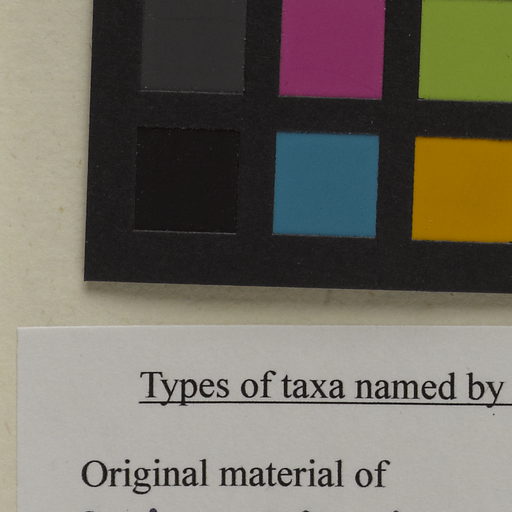 Types of taxa named by
Original material of